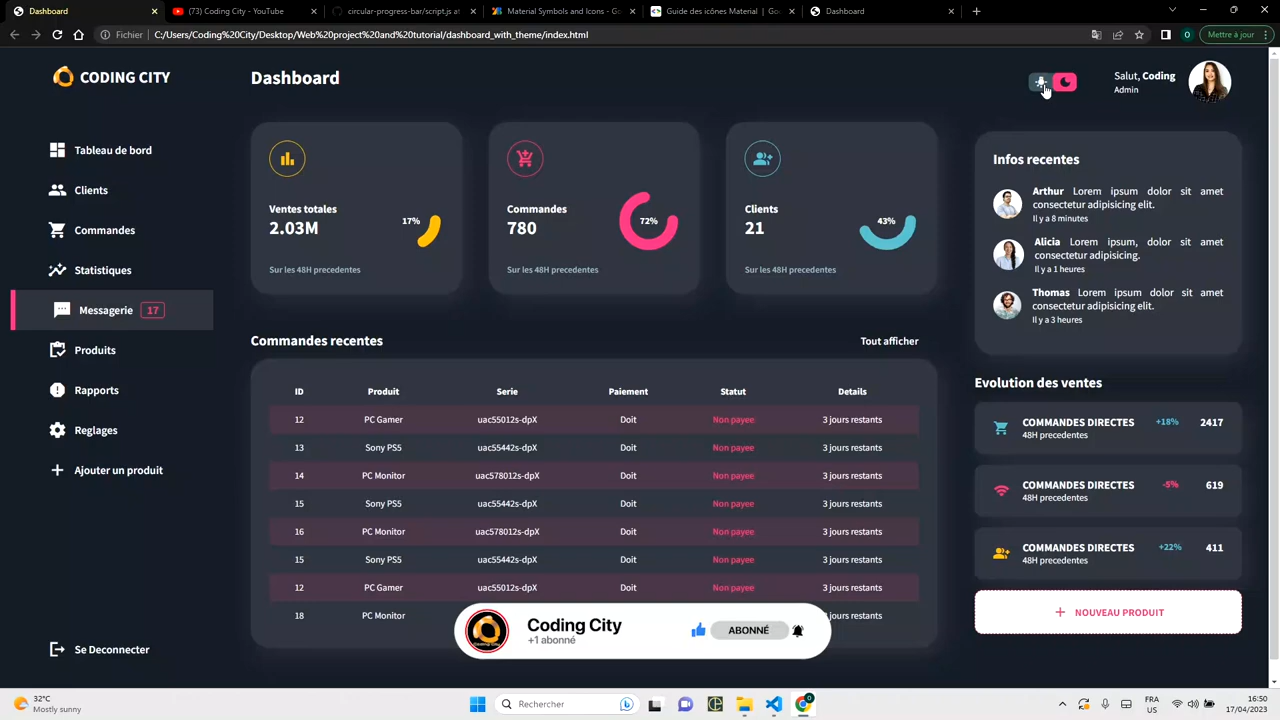 Dashboard
(73) Coding City - YouTube
circular-progress-bar/script.js at
Material Symbols and Icons - Go
Guide des icônes Material | Goo
Dashboard
Fichier
C:/Users/Coding%20City/Desktop/Web%20project%20and%20tutorial/dashboard_with_theme/index.html
O
Mettre à jour
CODING CITY
Dashboard
Salut, Coding
Admin
Tableau de bord
Clients
Commandes
Statistiques
Messagerie 17
Produits
Rapports
Reglages
Ajouter un produit
Se Deconnecter
Ventes totales
2.03M
17%
Sur les 48H precedentes
Commandes
780
72%
Sur les 48H precedentes
Clients
21
43%
Sur les 48H precedentes
Commandes recentes
Tout afficher
ID Produit Serie Paiement Statut Details
12 PC Gamer uac55012s-dpX Doit Non payee 3 jours restants
13 Sony PS5 uac55442s-dpX Doit Non payee 3 jours restants
14 PC Monitor uac578012s-dpX Doit Non payee 3 jours restants
15 Sony PS5 uac55442s-dpX Doit Non payee 3 jours restants
16 PC Monitor uac578012s-dpX Doit Non payee 3 jours restants
15 Sony PS5 uac55442s-dpX Doit Non payee 3 jours restants
12 PC Gamer uac55012s-dpX Doit Non payee 3 jours restants
18 PC Monitor 3 jours restants
Infos recentes
Arthur Lorem ipsum dolor sit amet
consectetur adipisicing elit.
Il y a 8 minutes
Alicia Lorem ipsum, dolor sit amet
consectetur adipisicing.
Il y a 1 heures
Thomas Lorem ipsum dolor sit amet
consectetur adipisicing elit.
Il y a 3 heures
Evolution des ventes
COMMANDES DIRECTES +18% 2417
48H precedentes
COMMANDES DIRECTES -5% 619
48H precedentes
COMMANDES DIRECTES +22% 411
48H precedentes
NOUVEAU PRODUIT
Coding City
+1 abonné
ABONNÉ
32°C
Mostly sunny
Rechercher
FRA
US
16:50
17/04/2023